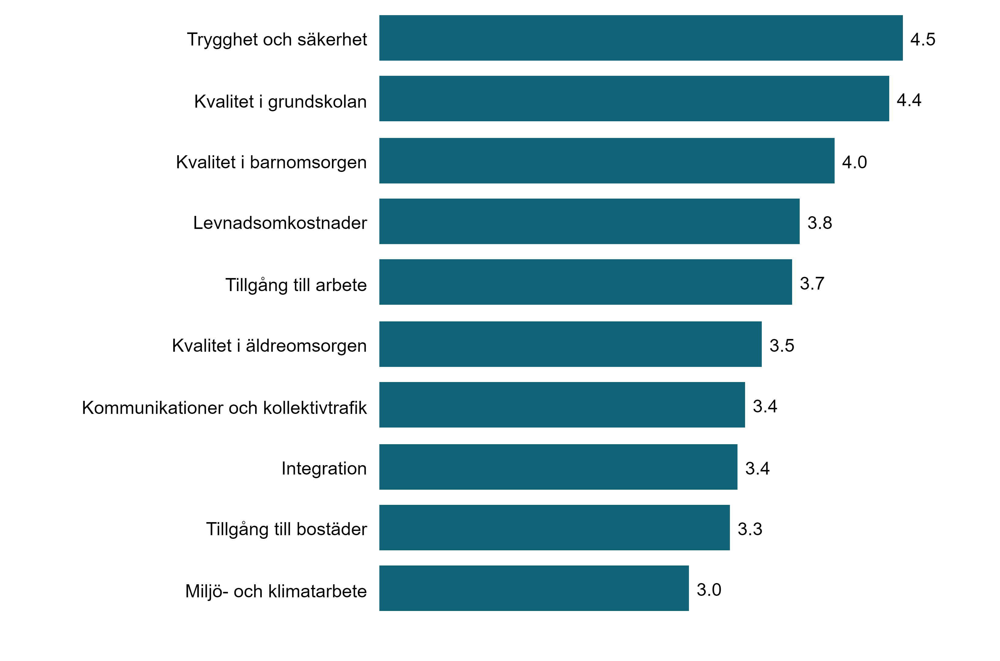 Trygghet och säkerhet 4.5
Kvalitet i grundskolan 4.4
Kvalitet i barnomsorgen 4.0
Levnadsomkostnader 3.8
Tillgång till arbete 3.7
Kvalitet i äldreomsorgen 3.5
Kommunikationer och kollektivtrafik 3.4
Integration 3.4
Tillgång till bostäder 3.3
Miljö- och klimatarbete 3.0